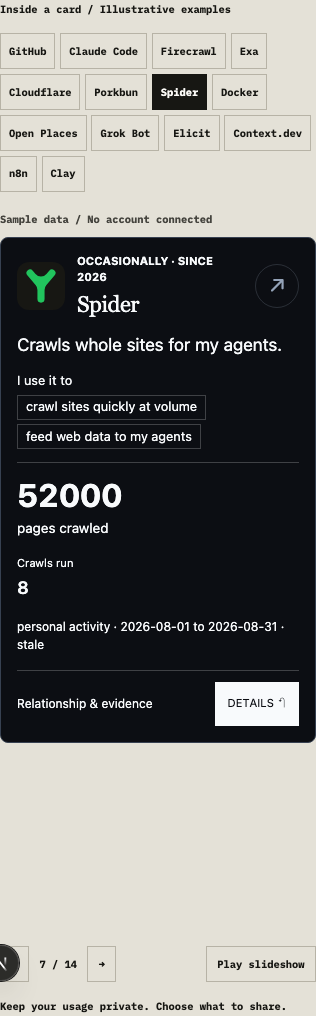 Inside a card / Illustrative examples
GitHub Claude Code Firecrawl Exa
Cloudflare Porkbun Spider Docker
Open Places Grok Bot Elicit Context.dev
n8n Clay
Sample data / No account connected
OCCASIONALLY · SINCE
2026
Spider
Crawls whole sites for my agents.
I use it to
crawl sites quickly at volume
feed web data to my agents
52000
pages crawled
Crawls run
8
personal activity · 2026-08-01 to 2026-08-31 ·
stale
Relationship & evidence DETAILS
N 7 / 14 → Play slideshow
Keep your usage private. Choose what to share.